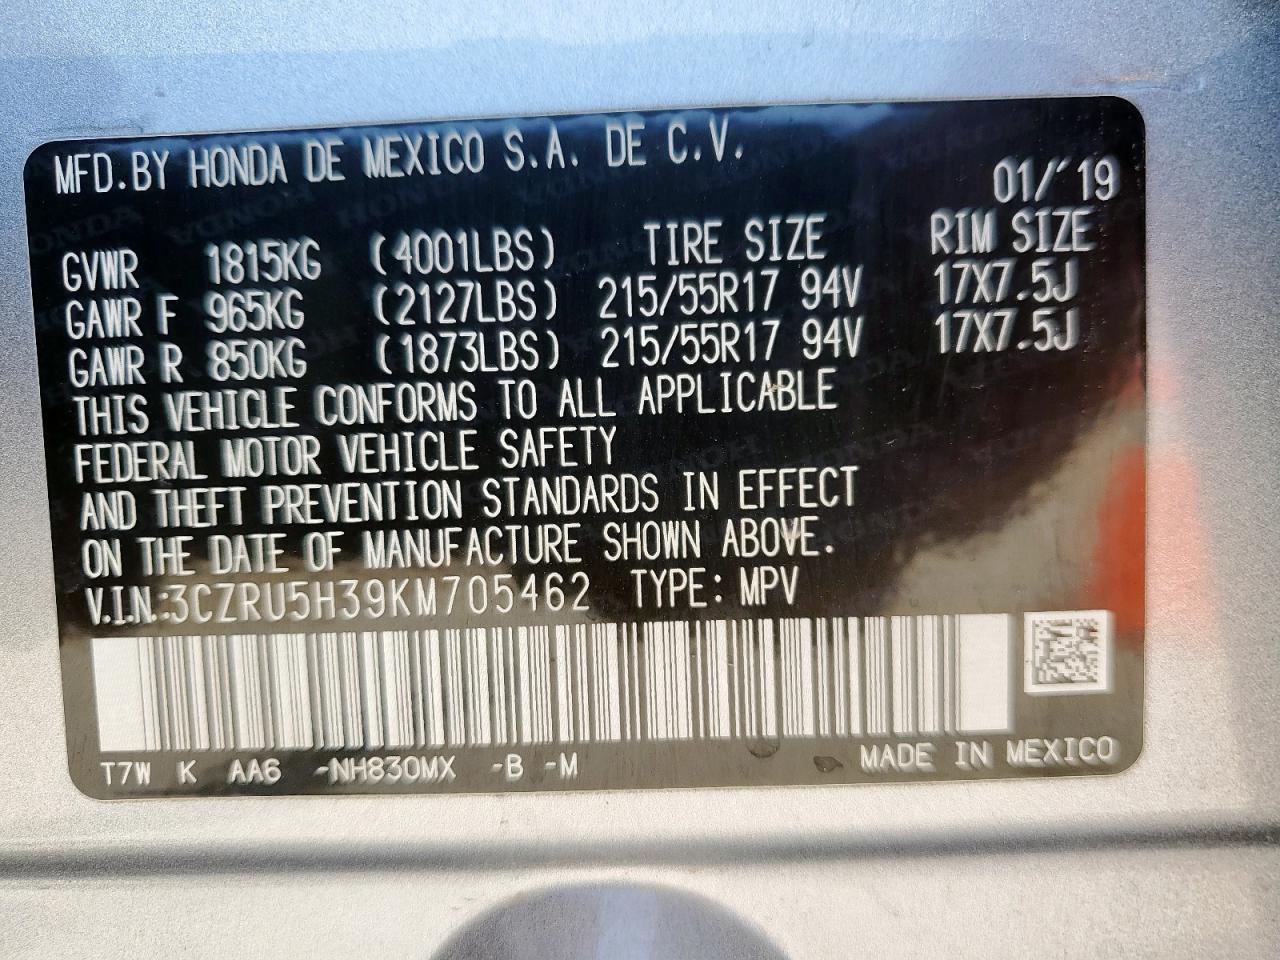 MFD.BY HONDA DE MEXICO S.A. DE C.V.
01/'19
GVWR 1815KG (4001LBS) TIRE SIZE RIM SIZE
GAWR F 965KG (2127LBS) 215/55R17 94V 17X7.5J
GAWR R 850KG (1873LBS) 215/55R17 94V 17X7.5J
THIS VEHICLE CONFORMS TO ALL APPLICABLE
FEDERAL MOTOR VEHICLE SAFETY
AND THEFT PREVENTION STANDARDS IN EFFECT
ON THE DATE OF MANUFACTURE SHOWN ABOVE.
V.I.N.:3CZRU5H39KM705462 TYPE: MPV
T7W K AA6 -NH830MX -B -M MADE IN MEXICO